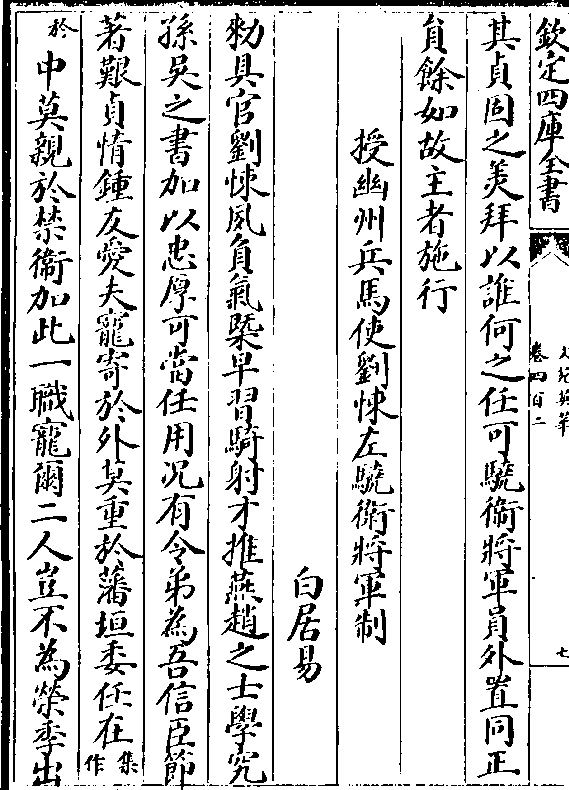 欽定四庫全書
文苑英華
卷四百二
七
其貞固之美拜以誰何之任可驍衛將軍員外置同正
員餘如故主者施行
授幽州兵馬使劉悚左驍衛將軍制
白居易
勅具官劉悚夙負氣槩早習騎射才推燕趙之士學究
孫吳之書加以忠厚可當任用况有令弟為吾信臣節
著艱貞情鍾友愛夫寵寄於外莫重於藩垣委任在集作
於中莫親於禁衛加此一職寵爾二人豈不為榮季出